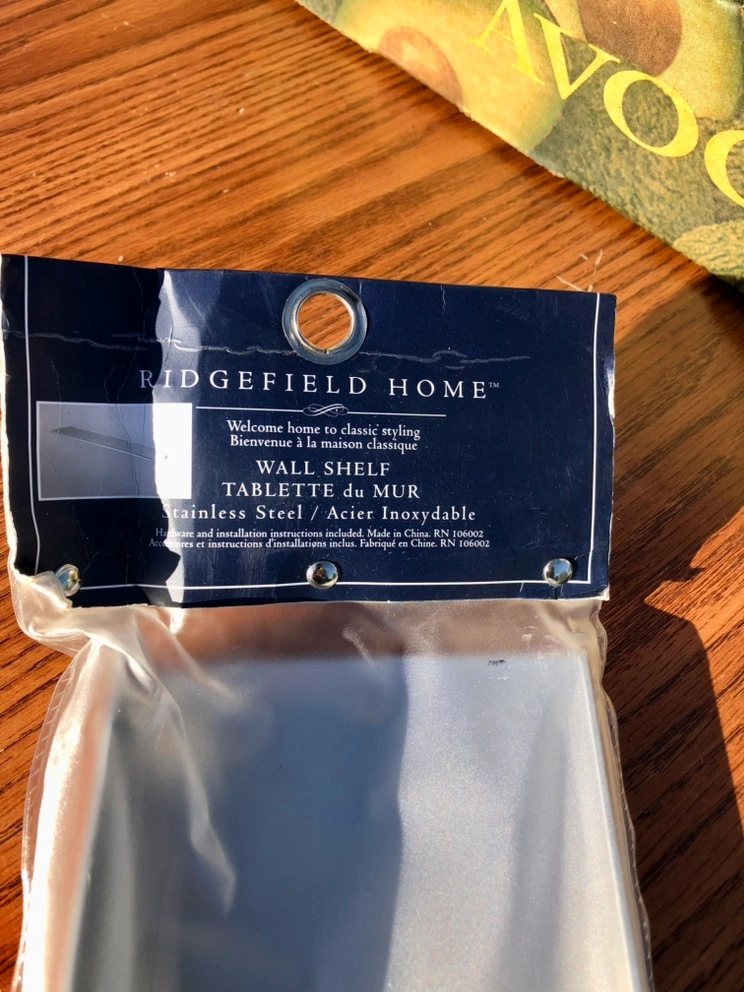 AVOC
RIDGEFIELD HOME™
Welcome home to classic styling
Bienvenue à la maison classique
WALL SHELF
TABLETTE du MUR
Stainless Steel / Acier Inoxydable
Hardware and installation instructions included. Made in China. RN 106002
Accessoires et instructions d'installations inclus. Fabriqué en Chine. RN 106002